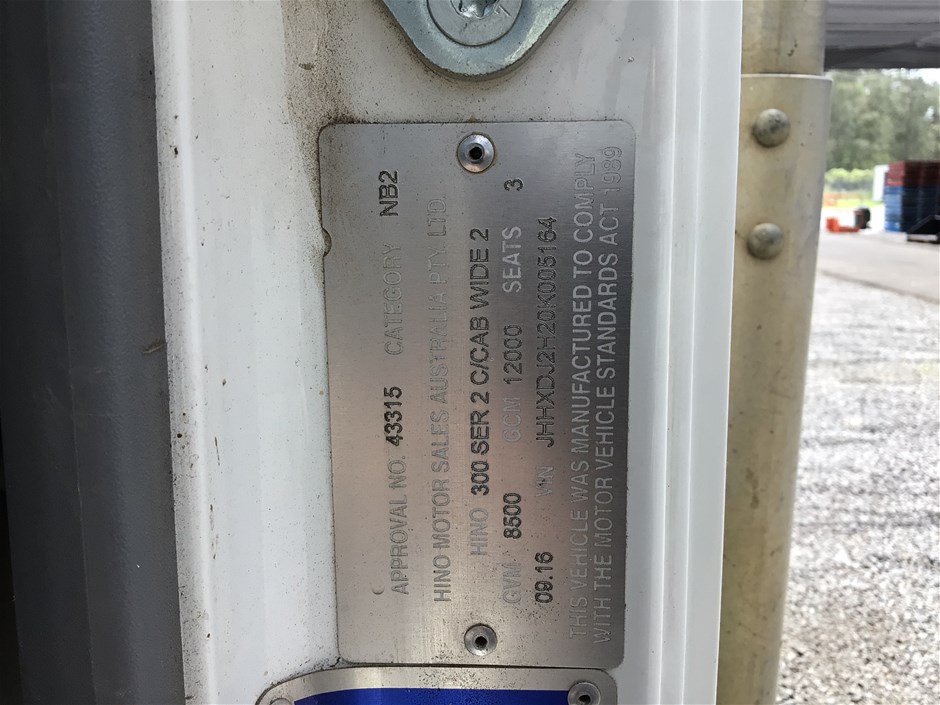 APPROVAL NO. 43315 CATEGORY NB2
HINO MOTOR SALES AUSTRALIA PTY. LTD.
HINO 300 SER 2 C/CAB WIDE 2
GVM 8500 GCM 12000 SEATS 3
09.16 VIN JHHXDJ2H20K005164
THIS VEHICLE WAS MANUFACTURED TO COMPLY
WITH THE MOTOR VEHICLE STANDARDS ACT 1989